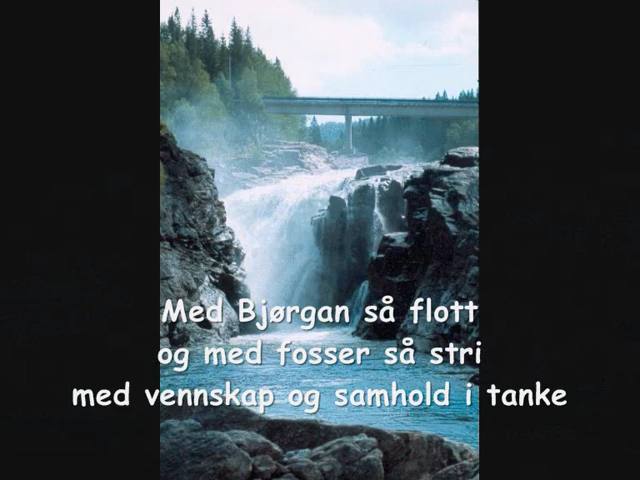 Med Bjørgan så flott
og med fosser så stri
med vennskap og samhold i tanke